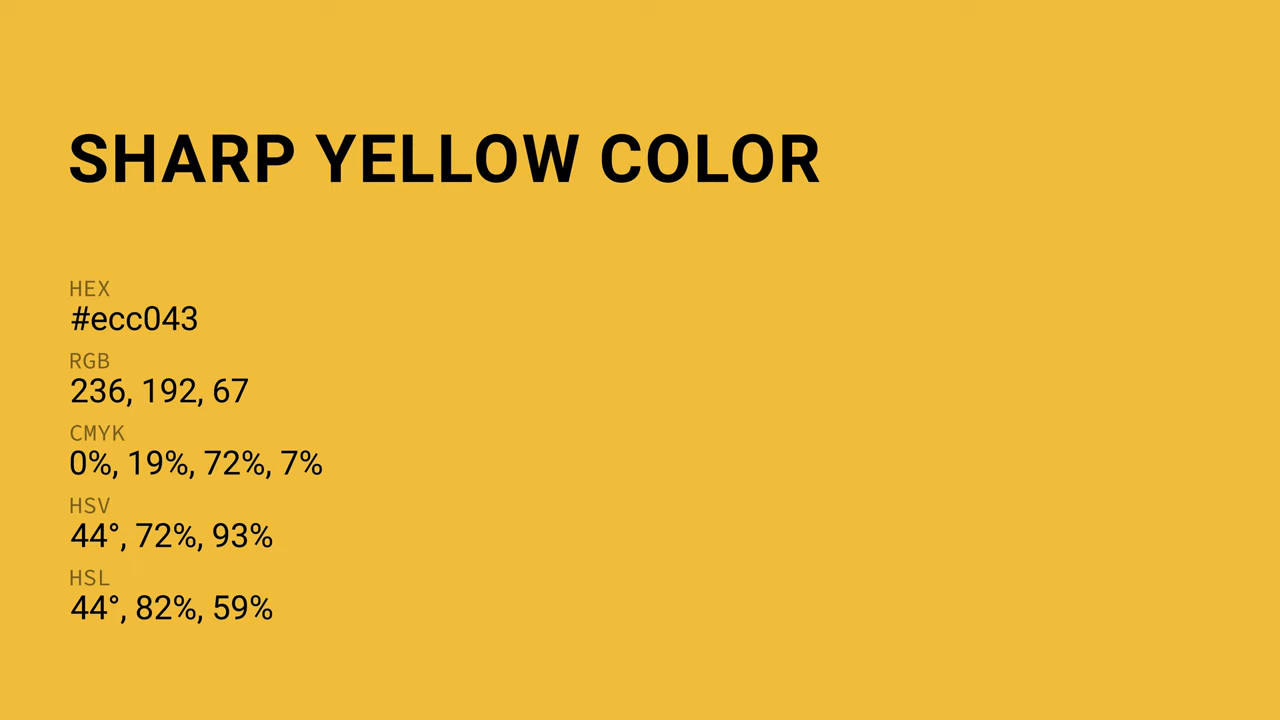 SHARP YELLOW COLOR
HEX
#ecc043
RGB
236, 192, 67
CMYK
0%, 19%, 72%, 7%
HSV
44°, 72%, 93%
HSL
44°, 82%, 59%